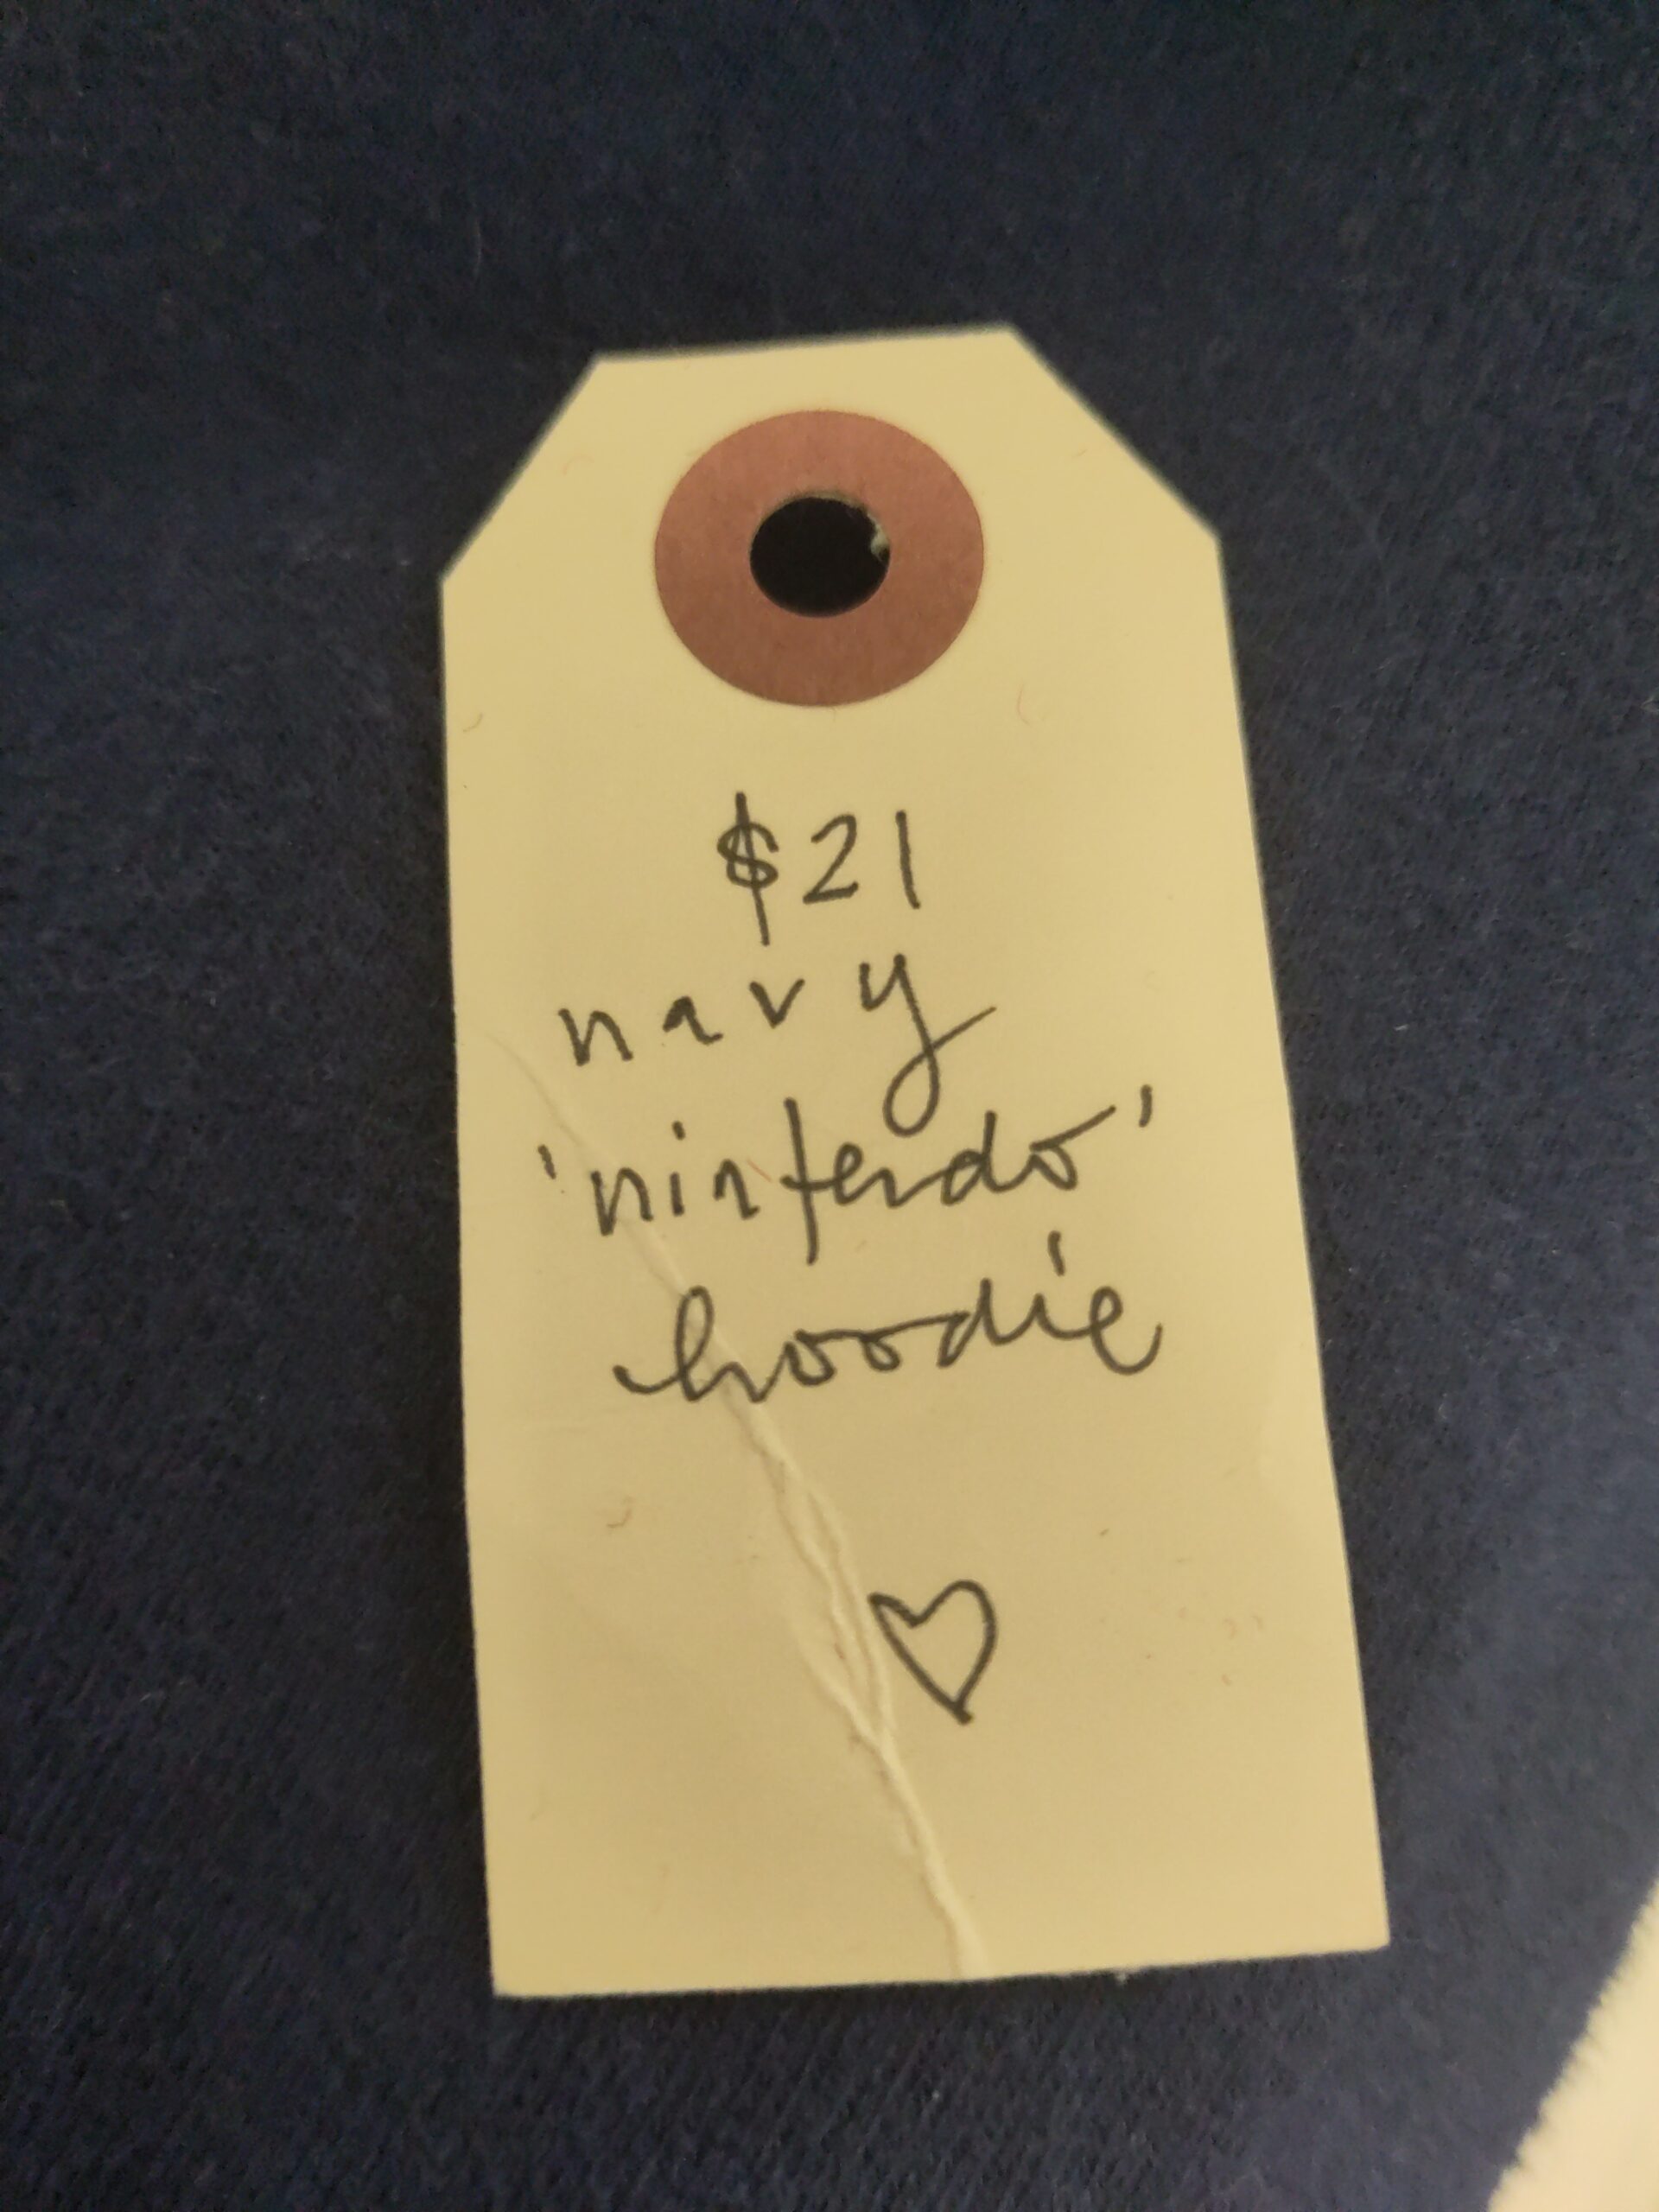 $21
navy
'nintendo'
hoodie